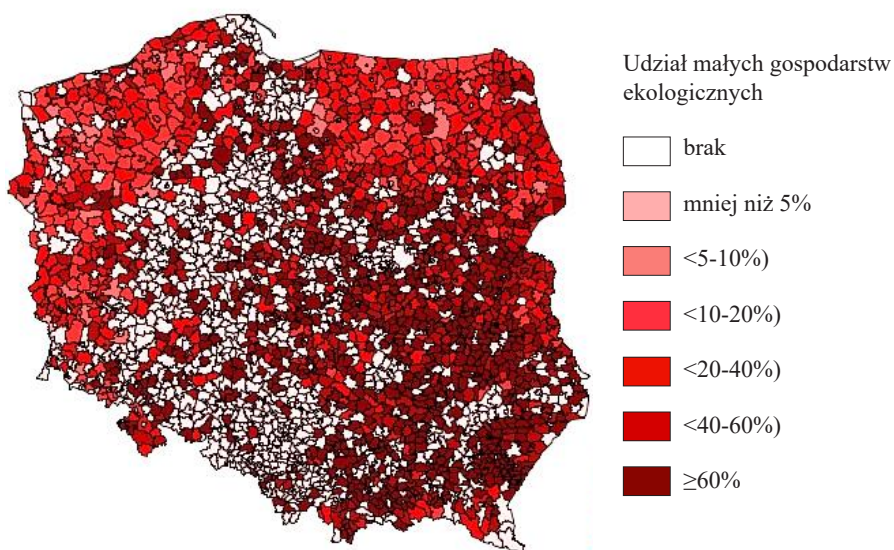 Udział małych gospodarstw
ekologicznych
brak
mniej niż 5%
<5-10%)
<10-20%)
<20-40%)
<40-60%)
≥60%